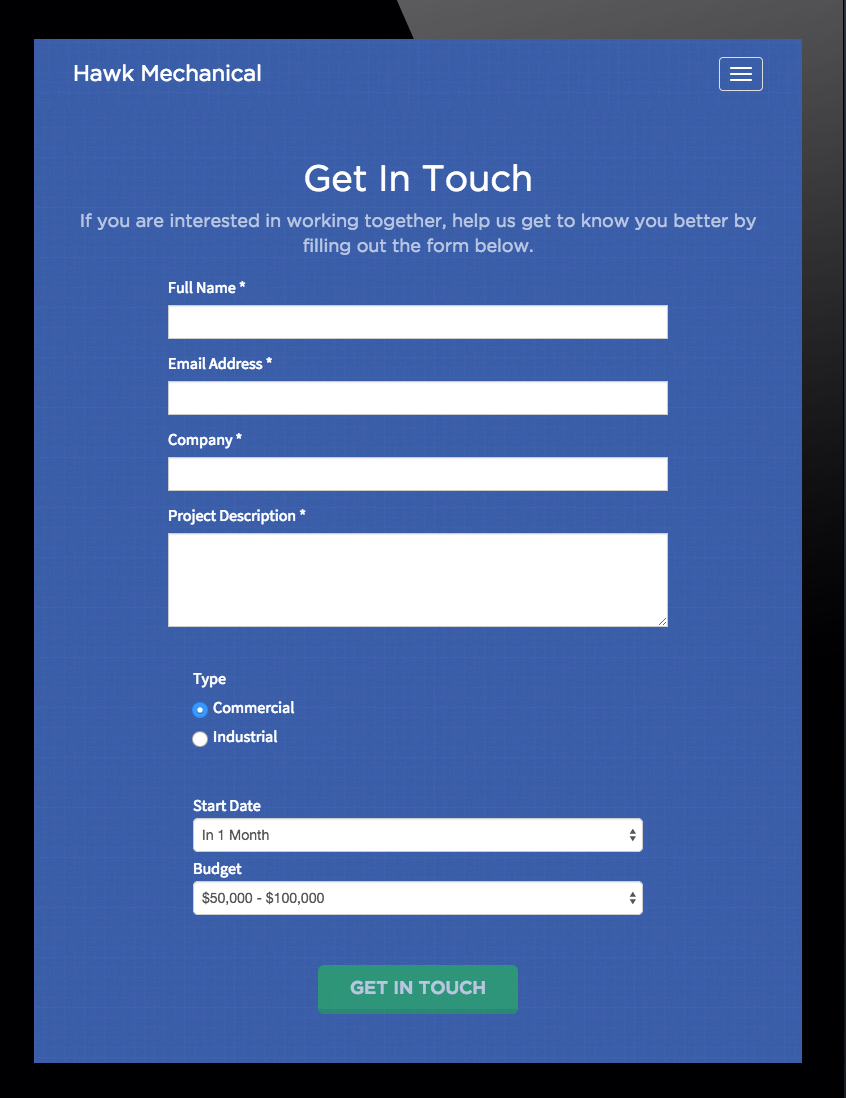 Hawk Mechanical
Get In Touch
If you are interested in working together, help us get to know you better by
filling out the form below.
Full Name *
Email Address *
Company *
Project Description *
Type
Commercial
Industrial
Start Date
In 1 Month
Budget
$50,000 - $100,000
GET IN TOUCH